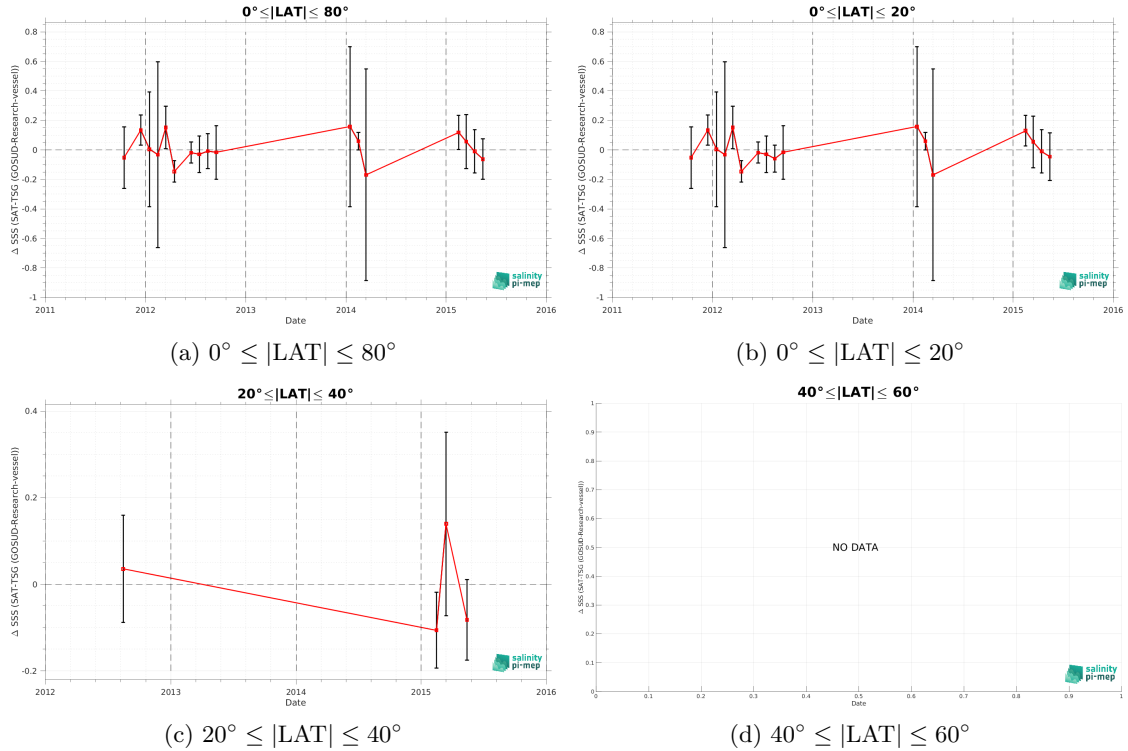 0°≤|LAT|≤ 80°
Δ SSS (SAT-TSG (GOSUD-Research-vessel))
0.8
0.6
0.4
0.2
0
-0.2
-0.4
-0.6
-0.8
-1
2011 2012 2013 2014 2015 2016
Date
salinity
pi-mep
(a) 0° ≤ |LAT| ≤ 80°
0°≤|LAT|≤ 20°
Δ SSS (SAT-TSG (GOSUD-Research-vessel))
0.8
0.6
0.4
0.2
0
-0.2
-0.4
-0.6
-0.8
-1
2011 2012 2013 2014 2015 2016
Date
salinity
pi-mep
(b) 0° ≤ |LAT| ≤ 20°
20°≤|LAT|≤ 40°
Δ SSS (SAT-TSG (GOSUD-Research-vessel))
0.4
0.2
0
-0.2
2012 2013 2014 2015 2016
Date
salinity
pi-mep
(c) 20° ≤ |LAT| ≤ 40°
40°≤|LAT|≤ 60°
Δ SSS (SAT-TSG (GOSUD-Research-vessel))
1
0.9
0.8
0.7
0.6
0.5
0.4
0.3
0.2
0.1
0
NO DATA
0 0.1 0.2 0.3 0.4 0.5 0.6 0.7 0.8 0.9 1
Date
salinity
pi-mep
(d) 40° ≤ |LAT| ≤ 60°